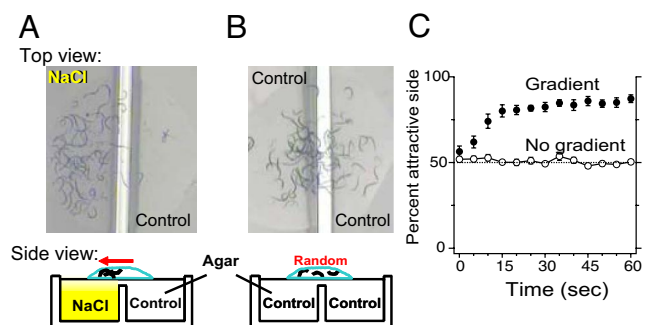 A
Top view:
NaCl
Control
Side view:
NaCl
Control
Agar
B
Control
Control
Random
Control
Control
C
Percent attractive side
100
50
0
Gradient
No gradient
0 15 30 45 60
Time (sec)